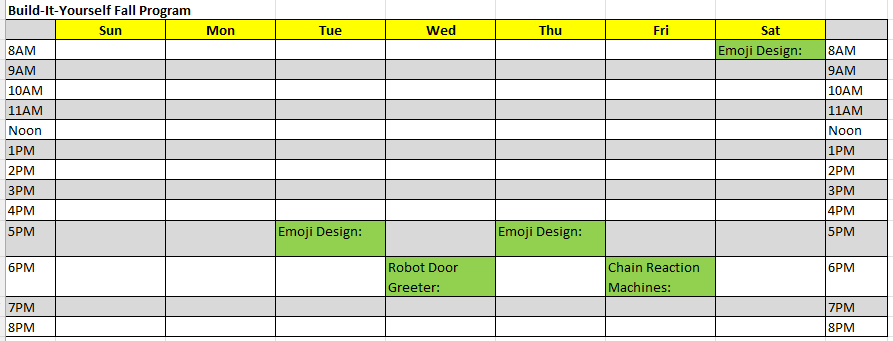 Build-It-Yourself Fall Program
Sun Mon Tue Wed Thu Fri Sat
8AM Emoji Design: 8AM
9AM 9AM
10AM 10AM
11AM 11AM
Noon Noon
1PM 1PM
2PM 2PM
3PM 3PM
4PM 4PM
5PM Emoji Design: Emoji Design: 5PM
6PM Robot Door Chain Reaction 6PM
Greeter: Machines:
7PM 7PM
8PM 8PM